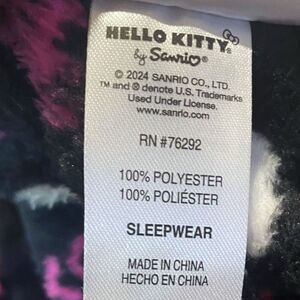 HELLO KITTY
by Sanrio®
© 2024 SANRIO CO., LTD.
™ and ® denote U.S. Trademarks
Used Under License.
www.sanrio.com
RN #76292
100% POLYESTER
100% POLIÉSTER
SLEEPWEAR
MADE IN CHINA
HECHO EN CHINA